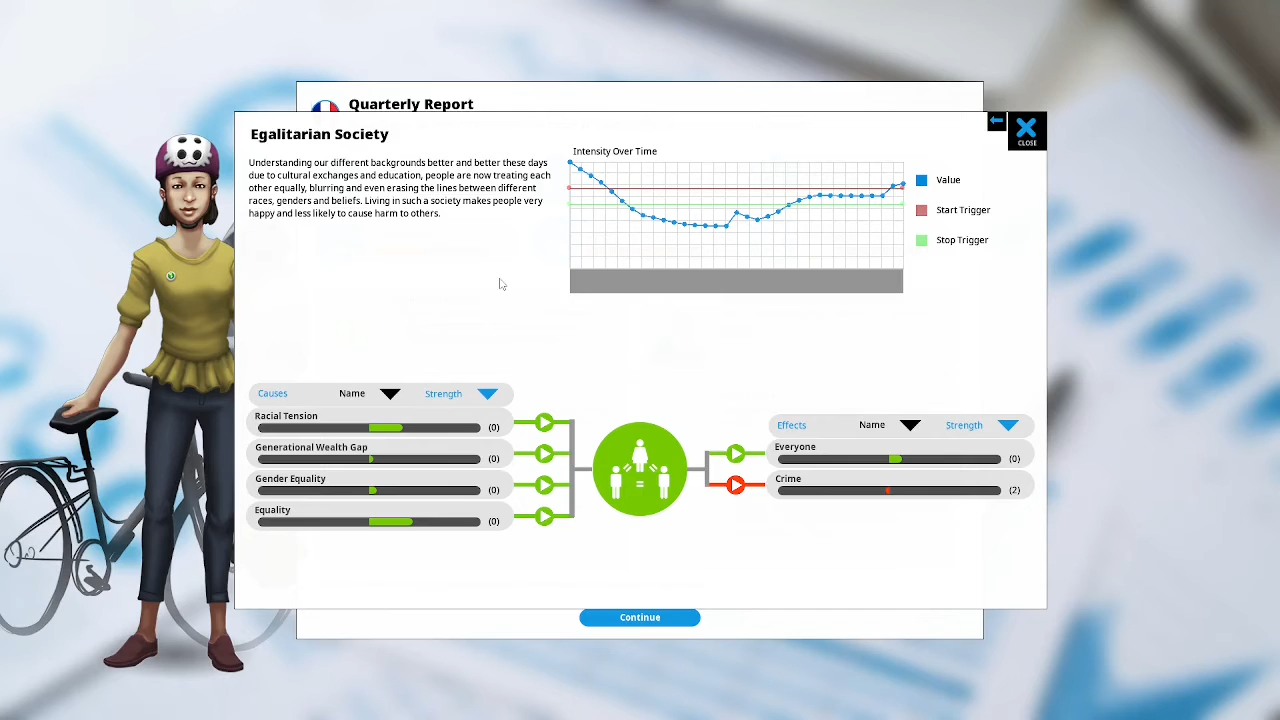 Quarterly Report
Egalitarian Society
CLOSE
Understanding our different backgrounds better and better these days
due to cultural exchanges and education, people are now treating each
other equally, blurring and even erasing the lines between different
races, genders and beliefs. Living in such a society makes people very
happy and less likely to cause harm to others.
Intensity Over Time
Value
Start Trigger
Stop Trigger
Causes Name Strength
Racial Tension
(0)
Generational Wealth Gap
(0)
Gender Equality
(0)
Equality
(0)
Effects Name Strength
Everyone
(0)
Crime
(2)
Continue